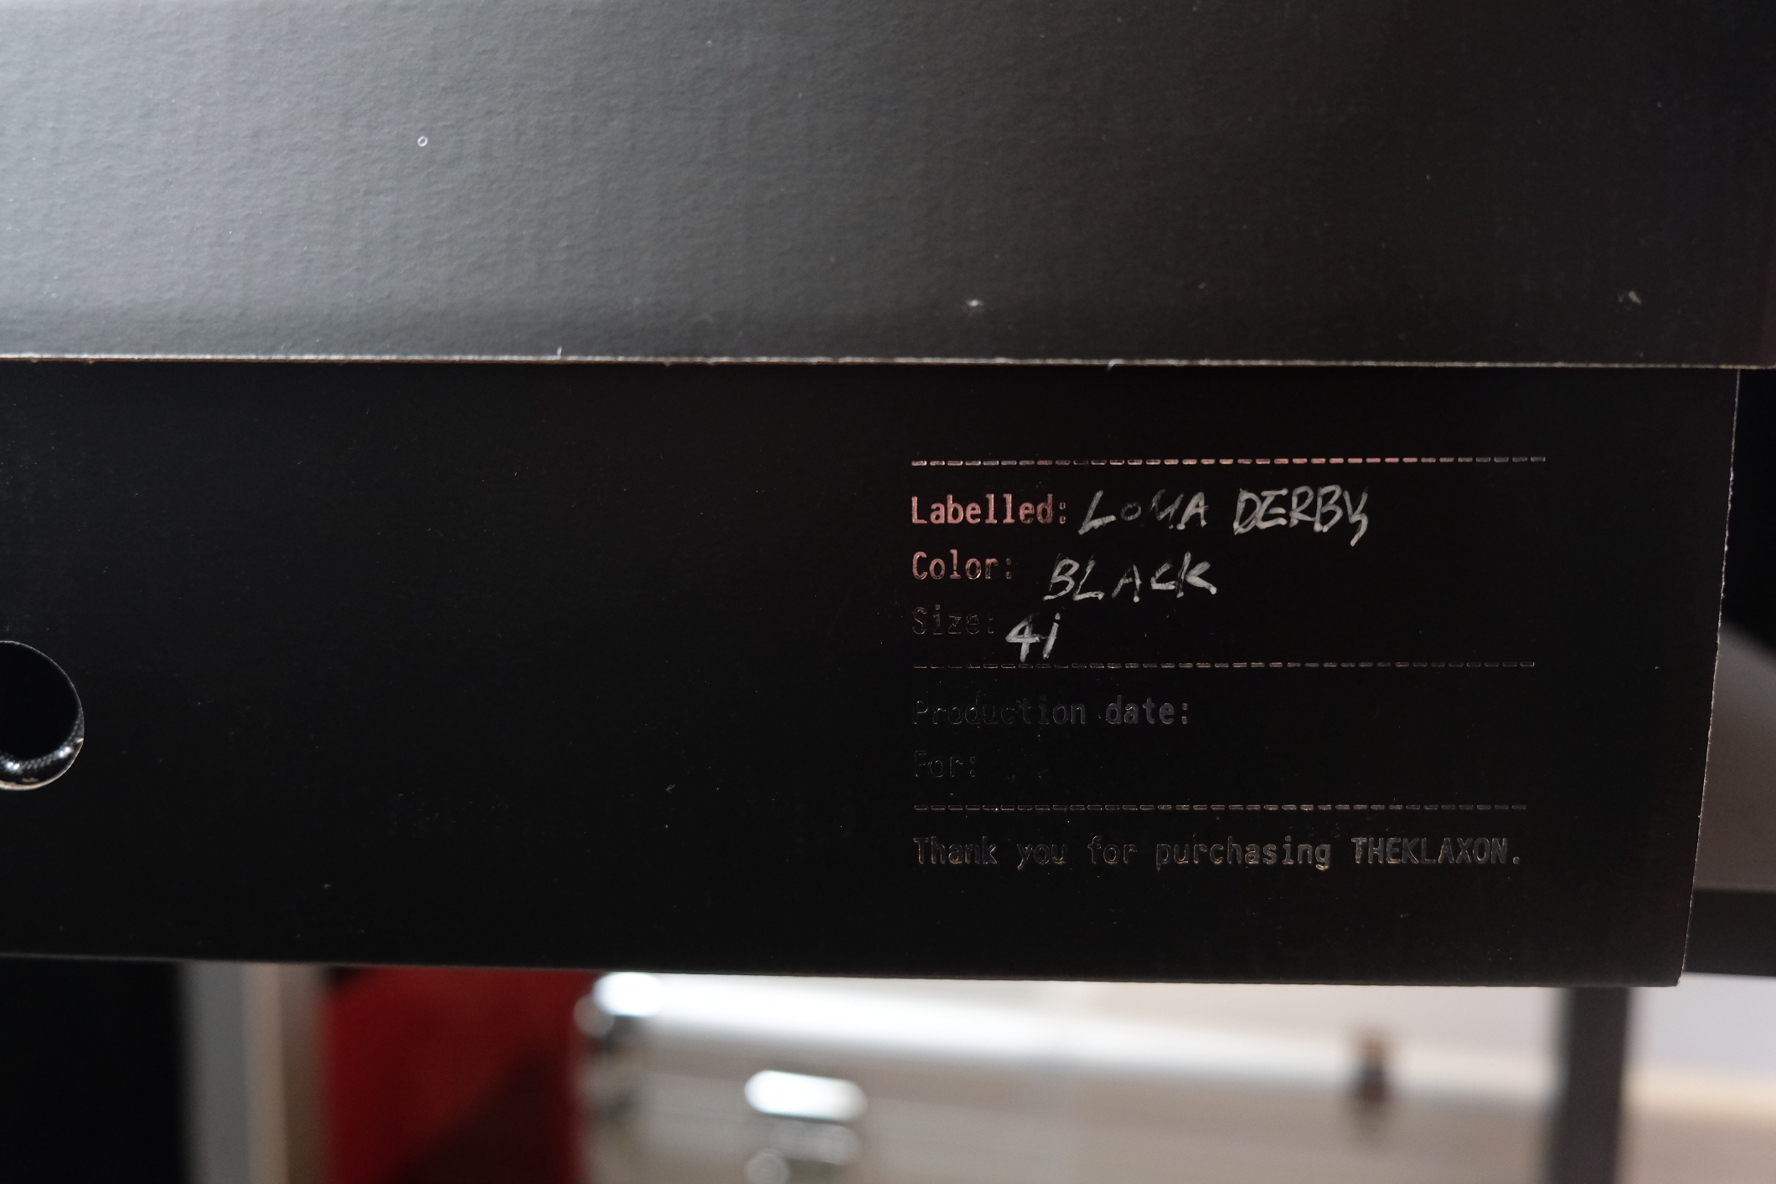 Labelled: LOMA DERBY
Color: BLACK
Size: 41
Production date:
For:
Thank you for purchasing THEKLAXON.